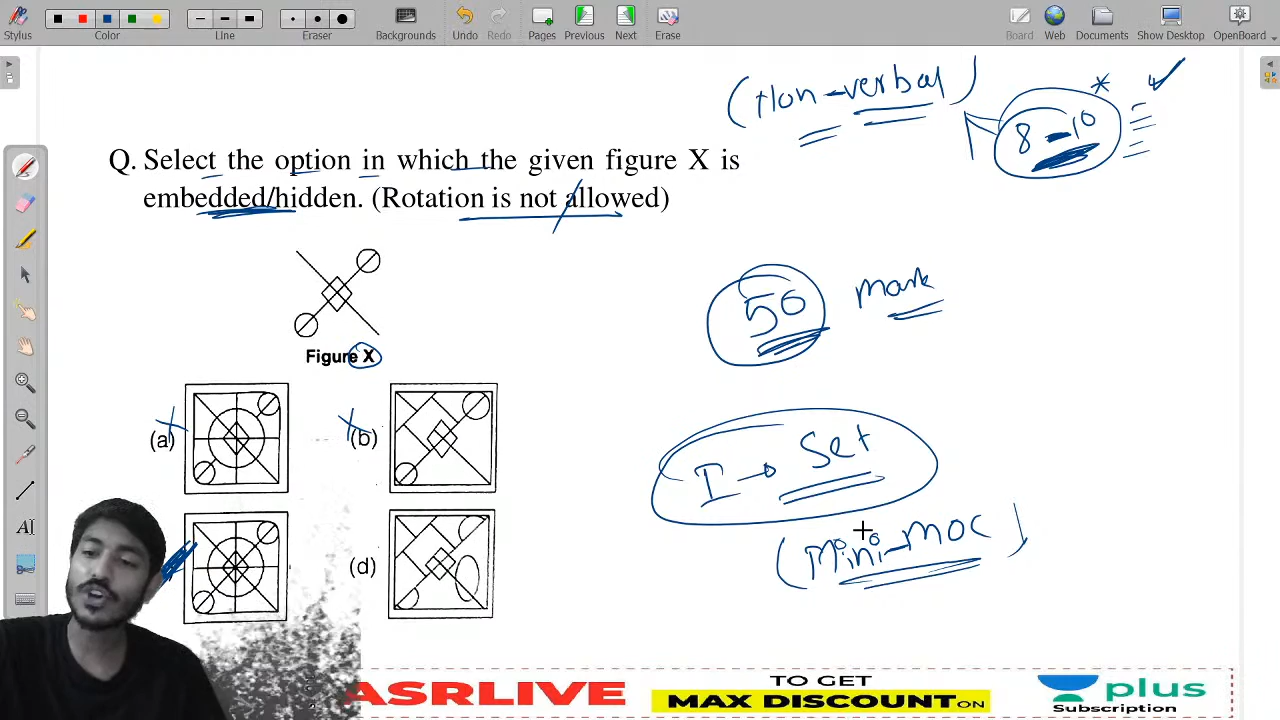 Stylus
Color
Line
Eraser
Backgrounds
Undo
Redo
Pages
Previous
Next
Erase
Board
Web
Documents
Show Desktop
OpenBoard
(Non-verbal)
8-10
Q. Select the option in which the given figure X is
embedded/hidden. (Rotation is not allowed)
50 mark
Figure X
(a)
(b)
I → Set
(d)
(Mini-moc)
ASRLIVE
TO GET
MAX DISCOUNT ON
plus
Subscription